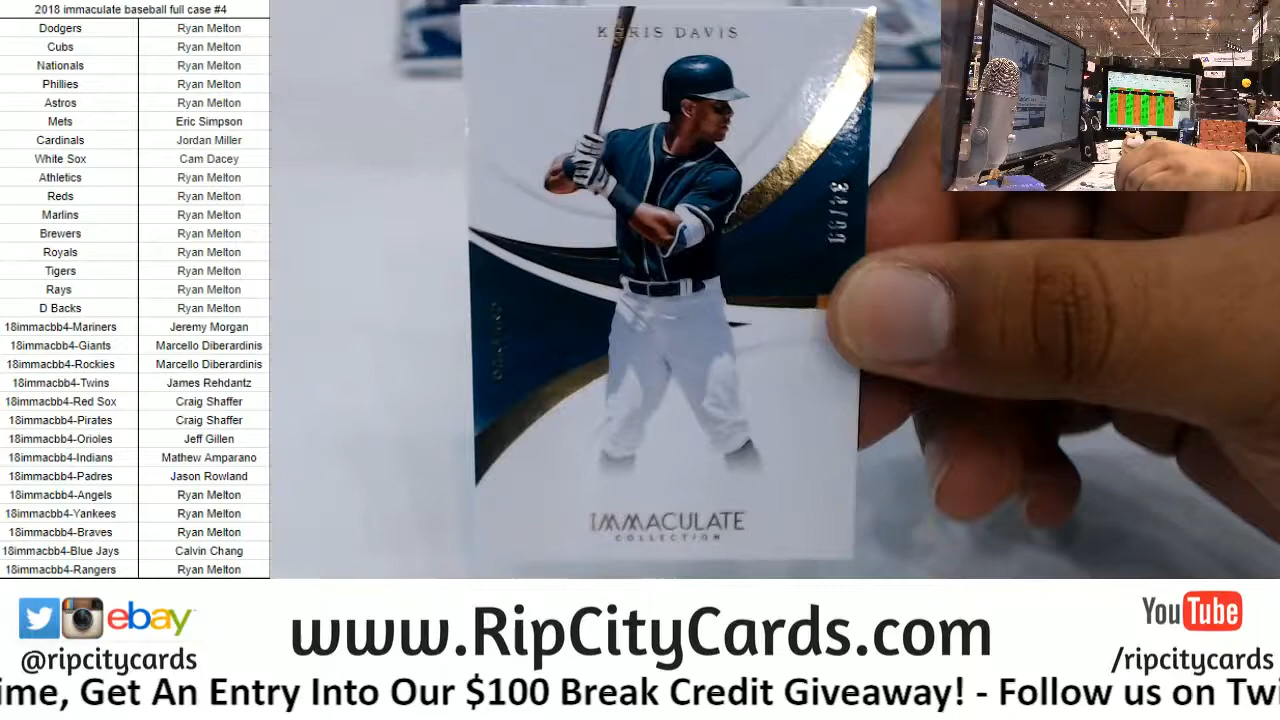 2018 immaculate baseball full case #4
Dodgers Ryan Melton
Cubs Ryan Melton
Nationals Ryan Melton
Phillies Ryan Melton
Astros Ryan Melton
Mets Eric Simpson
Cardinals Jordan Miller
White Sox Cam Dacey
Athletics Ryan Melton
Reds Ryan Melton
Marlins Ryan Melton
Brewers Ryan Melton
Royals Ryan Melton
Tigers Ryan Melton
Rays Ryan Melton
D Backs Ryan Melton
18immacbb4-Mariners Jeremy Morgan
18immacbb4-Giants Marcello Diberardinis
18immacbb4-Rockies Marcello Diberardinis
18immacbb4-Twins James Rehdantz
18immacbb4-Red Sox Craig Shaffer
18immacbb4-Pirates Craig Shaffer
18immacbb4-Orioles Jeff Gillen
18immacbb4-Indians Mathew Amparano
18immacbb4-Padres Jason Rowland
18immacbb4-Angels Ryan Melton
18immacbb4-Yankees Ryan Melton
18immacbb4-Braves Ryan Melton
18immacbb4-Blue Jays Calvin Chang
18immacbb4-Rangers Ryan Melton
KHRIS DAVIS
34/99
IMMACULATE
COLLECTION
ebay
@ripcitycards
www.RipCityCards.com
YouTube
/ripcitycards
ime, Get An Entry Into Our $100 Break Credit Giveaway! - Follow us on Twi